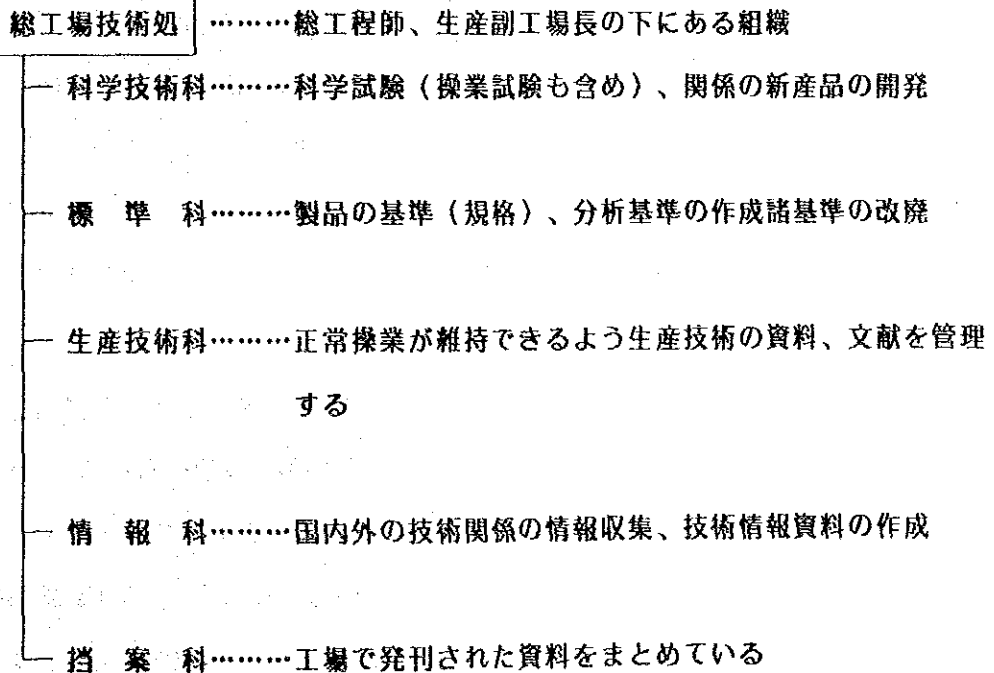 総工場技術処 ………総工程師、生産副工場長の下にある組織
科学技術科………科学試験（操業試験も含め）、関係の新産品の開発
標　準　科………製品の基準（規格）、分析基準の作成諸基準の改廃
生産技術科………正常操業が維持できるよう生産技術の資料、文献を管理
する
情　報　科………国内外の技術関係の情報収集、技術情報資料の作成
挡　案　科………工場で発刊された資料をまとめている